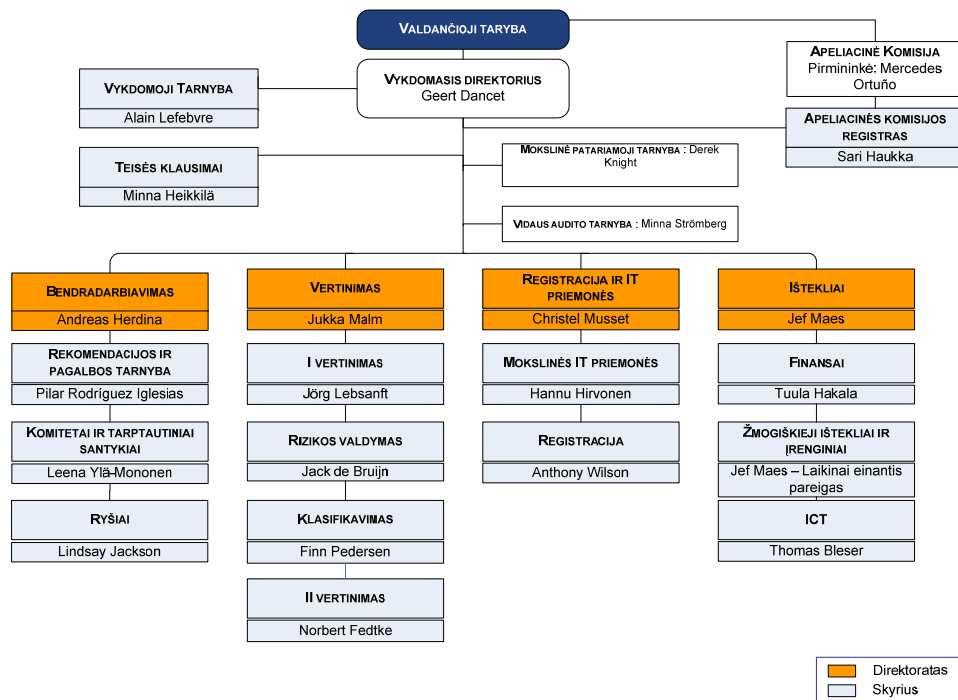 VALDANČIOJI TARYBA
APELIACINĖ KOMISIJA
Pirmininkė: Mercedes
Ortuño
VYKDOMASIS DIREKTORIUS
Geert Dancet
VYKDOMOJI TARNYBA
Alain Lefebvre
APELIACINĖS KOMISIJOS
REGISTRAS
Sari Haukka
MOKSLINĖ PATARIAMOJI TARNYBA : Derek
Knight
TEISĖS KLAUSIMAI
Minna Heikkilä
VIDAUS AUDITO TARNYBA : Minna Strömberg
BENDRADARBIAVIMAS
Andreas Herdina
REKOMENDACIJOS IR
PAGALBOS TARNYBA
Pilar Rodríguez Iglesias
KOMITETAI IR TARPTAUTINIAI
SANTYKIAI
Leena Ylä-Mononen
RYŠIAI
Lindsay Jackson
VERTINIMAS
Jukka Malm
I VERTINIMAS
Jörg Lebsanft
RIZIKOS VALDYMAS
Jack de Bruijn
KLASIFIKAVIMAS
Finn Pedersen
II VERTINIMAS
Norbert Fedtke
REGISTRACIJA IR IT
PRIEMONĖS
Christel Musset
MOKSLINĖS IT PRIEMONĖS
Hannu Hirvonen
REGISTRACIJA
Anthony Wilson
IŠTEKLIAI
Jef Maes
FINANSAI
Tuula Hakala
ŽMOGIŠKIEJI IŠTEKLIAI IR
ĮRENGINIAI
Jef Maes – Laikinai einantis
pareigas
ICT
Thomas Bleser
Direktoratas
Skyrius